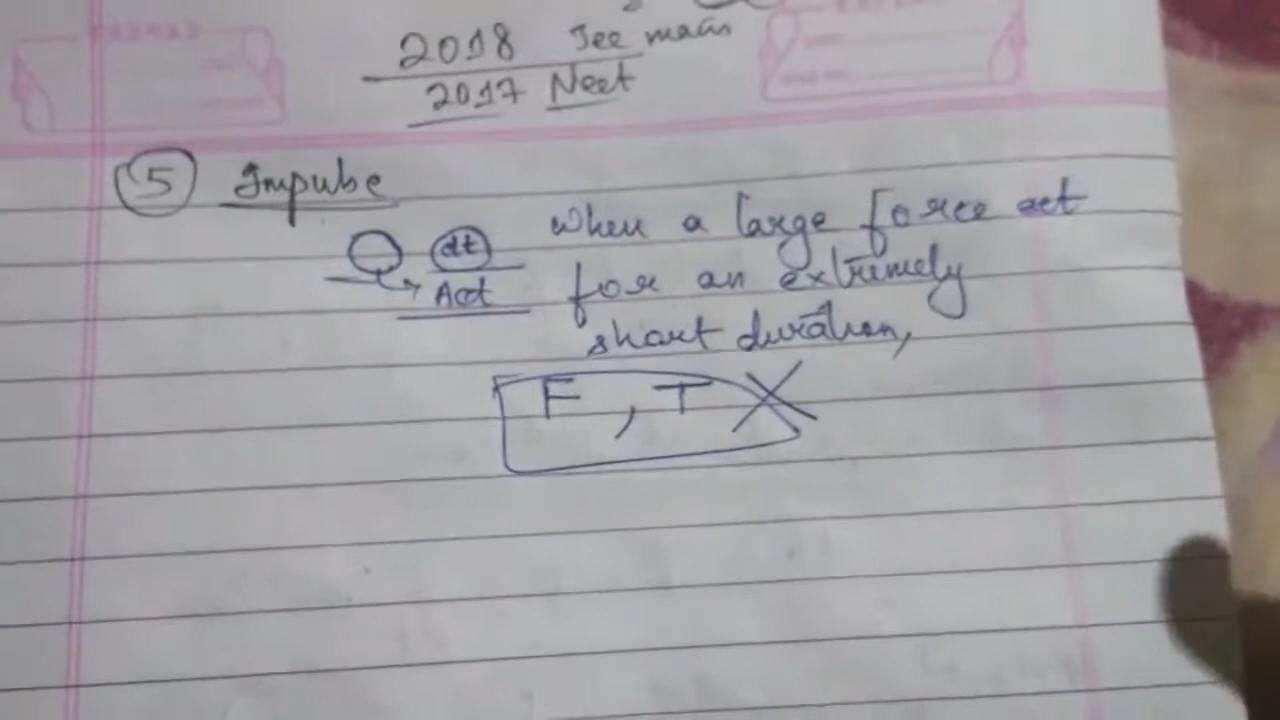 2018 Jee mains
2017 Neet
5 Impulse
dt When a large force act
Act for an extremely
short duration,
F , T X